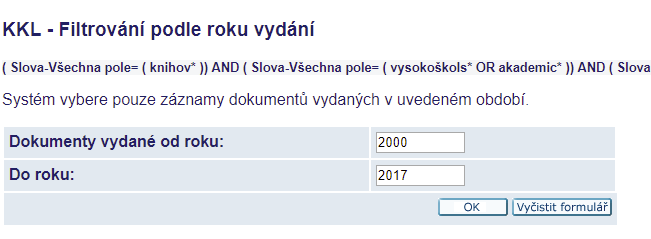 KKL - Filtrování podle roku vydání
( Slova-Všechna pole= ( knihov* )) AND ( Slova-Všechna pole= ( vysokoškols* OR akademic* )) AND ( Slova
Systém vybere pouze záznamy dokumentů vydaných v uvedeném období.
Dokumenty vydané od roku: 2000
Do roku: 2017
OK Vyčistit formulář